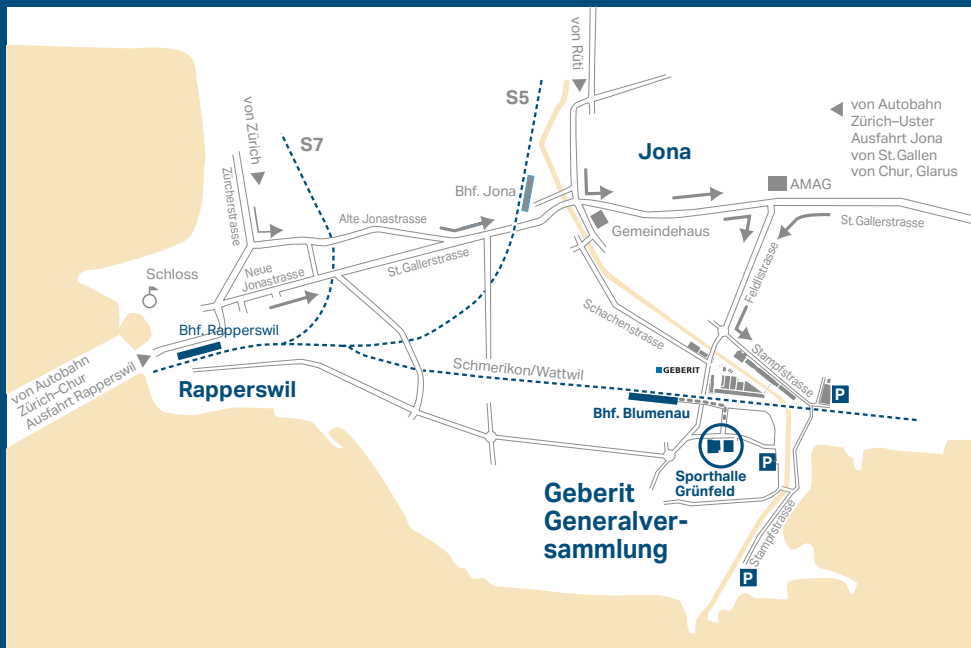 von Rüti
S5
von Zürich
S7
Jona
von Autobahn
Zürich–Uster
Ausfahrt Jona
von St. Gallen
von Chur, Glarus
Zürcherstrasse
Bhf. Jona
AMAG
Alte Jonastrasse
Gemeindehaus
St. Gallerstrasse
Schloss
Neue
Jonastrasse
St. Gallerstrasse
Feldlistrasse
Schachenstrasse
Bhf. Rapperswil
von Autobahn
Zürich–Chur
Ausfahrt Rapperswil
Rapperswil
Schmerikon/Wattwil
GEBERIT
Stampfstrasse
P
Bhf. Blumenau
P
Sporthalle
Grünfeld
Geberit
Generalver-
sammlung
Stampfstrasse
P